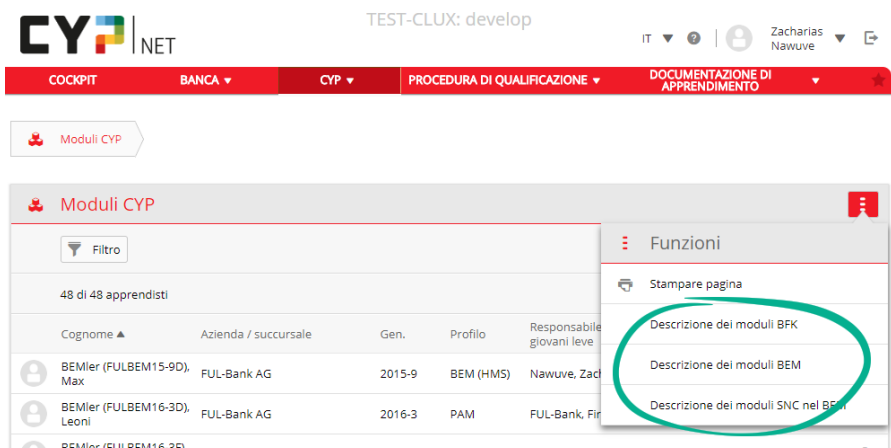 TEST-CLUX: develop
CYP NET
IT
Zacharias
Nawuve
COCKPIT BANCA CYP PROCEDURA DI QUALIFICAZIONE DOCUMENTAZIONE DI
APPRENDIMENTO
Moduli CYP
Moduli CYP
Filtro
Funzioni
Stampare pagina
48 di 48 apprendisti
Descrizione dei moduli BFK
Descrizione dei moduli BEM
Descrizione dei moduli SNC nel
Cognome ▲ Azienda / succursale Gen. Profilo Responsabile
giovani leve
BEMler (FULBEM15-9D),
Max
FUL-Bank AG 2015-9 BEM (HMS) Nawuve, Zach
BEMler (FULBEM16-3D),
Leoni
FUL-Bank AG 2016-3 PAM FUL-Bank, Fir